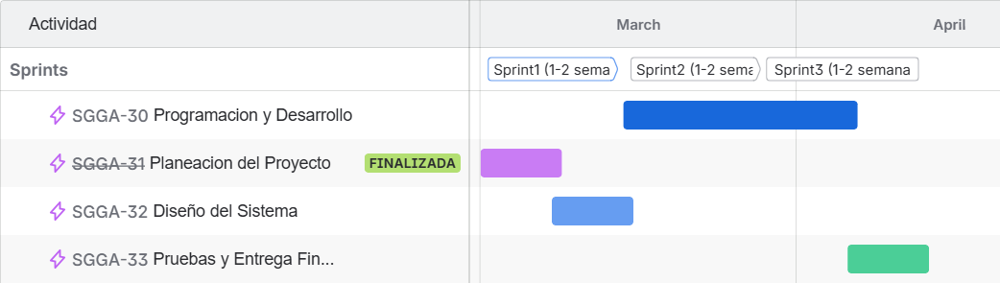 Actividad March April
Sprints Sprint1 (1-2 sema Sprint2 (1-2 sema Sprint3 (1-2 semana
SGGA-30 Programacion y Desarrollo
SGGA-31 Planeacion del Proyecto FINALIZADA
SGGA-32 Diseño del Sistema
SGGA-33 Pruebas y Entrega Fin...